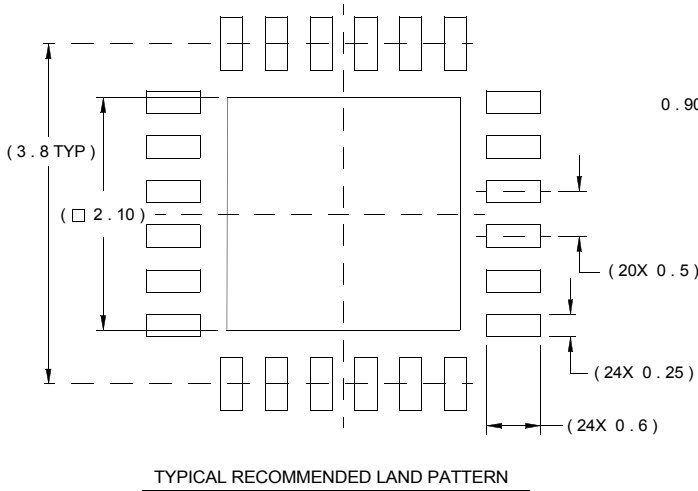 0 . 90
( 3 . 8 TYP )
( □ 2 . 10 )
( 20X 0 . 5 )
( 24X 0 . 25 )
( 24X 0 . 6 )
TYPICAL RECOMMENDED LAND PATTERN